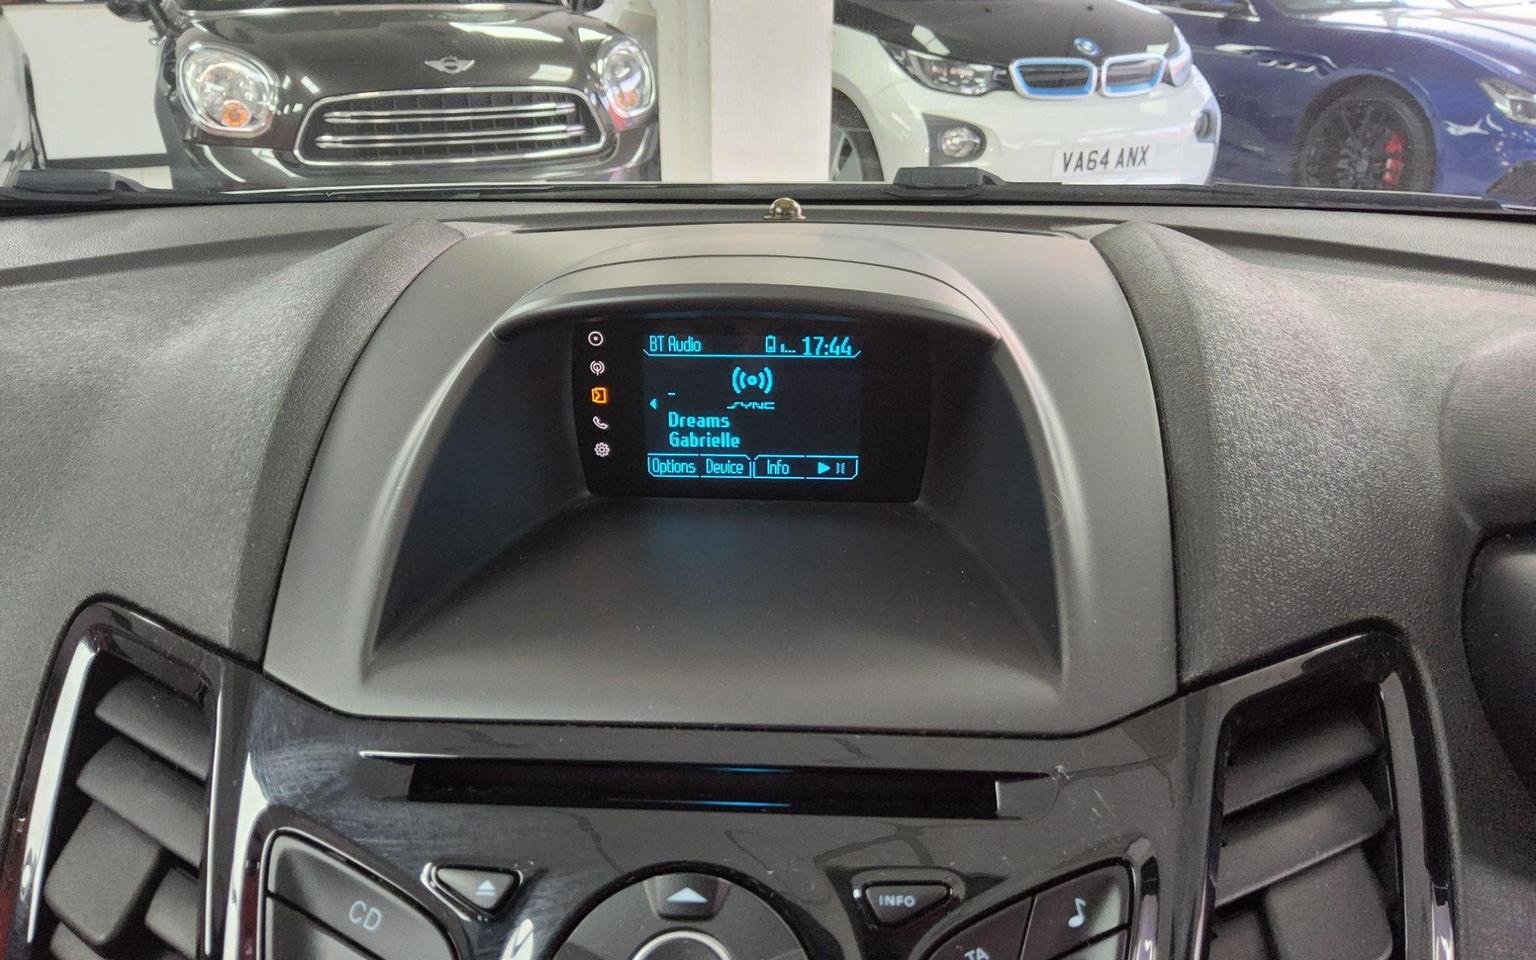 VA64 ANX
BT Audio 17:44
SYNC
Dreams
Gabrielle
Options Device Info
CD
INFO
TA